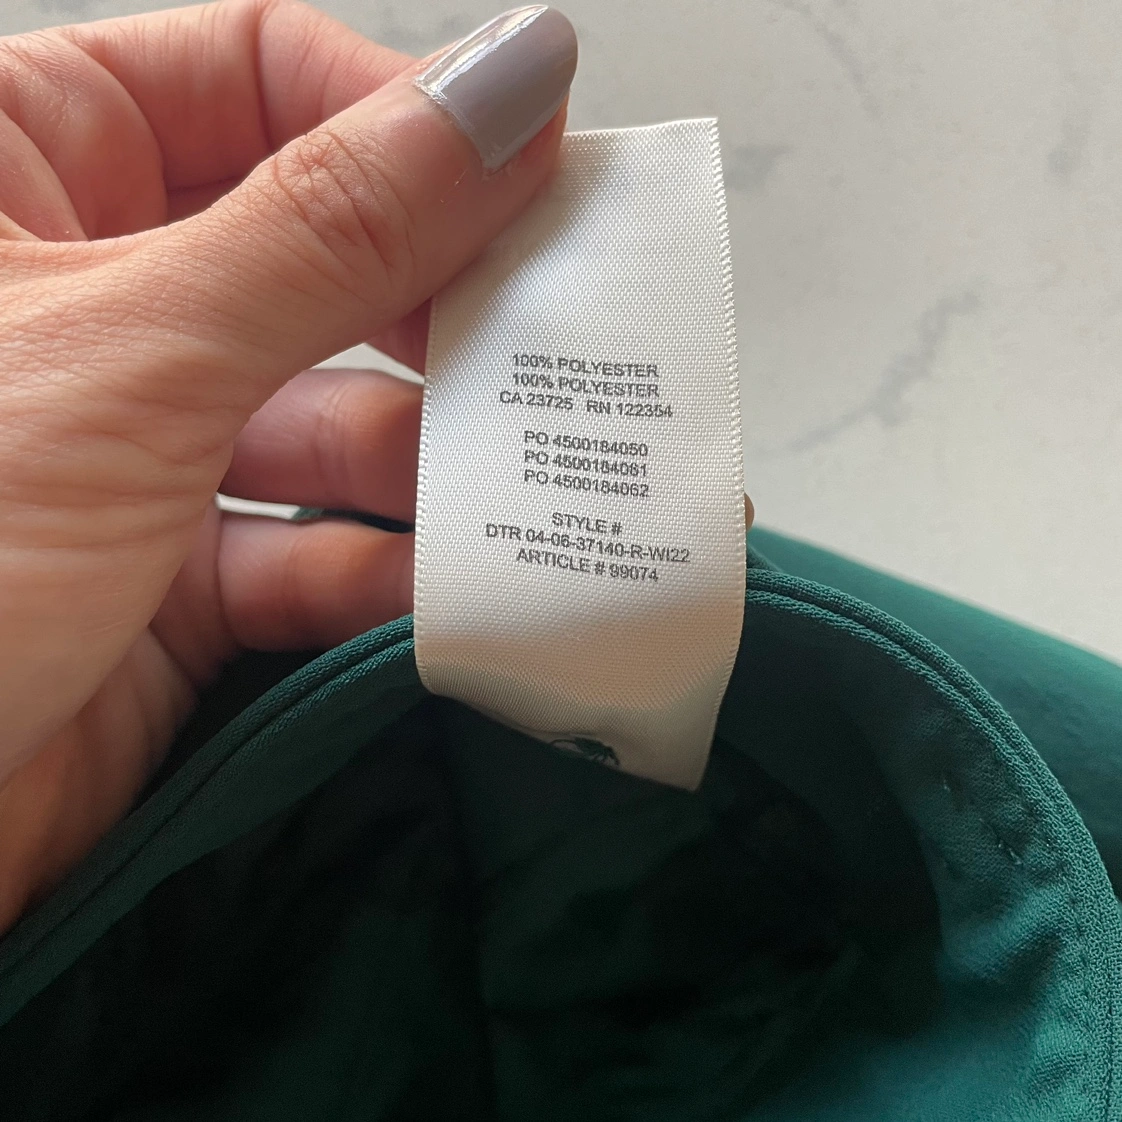 100% POLYESTER
100% POLYESTER
CA 23725 RN 122354
PO 4500184050
PO 4500184061
PO 4500184062
STYLE #
DTR 04-06-37140-R-WI22
ARTICLE # 99074